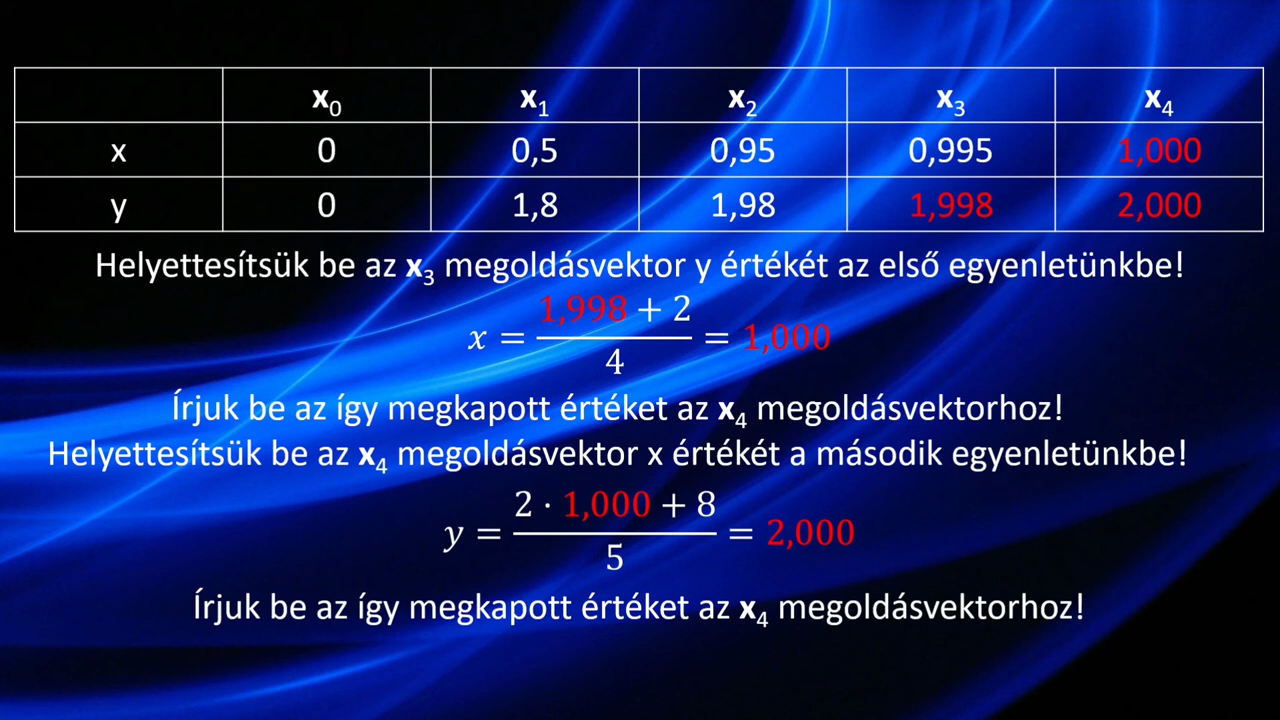 x₀ x₁ x₂ x₃ x₄
x 0 0,5 0,95 0,995 1,000
y 0 1,8 1,98 1,998 2,000
Helyettesítsük be az x₃ megoldásvektor y értékét az első egyenletünkbe!
x = (1,998 + 2)/4 = 1,000
Írjuk be az így megkapott értéket az x₄ megoldásvektorhoz!
Helyettesítsük be az x₄ megoldásvektor x értékét a második egyenletünkbe!
y = (2 · 1,000 + 8)/5 = 2,000
Írjuk be az így megkapott értéket az x₄ megoldásvektorhoz!